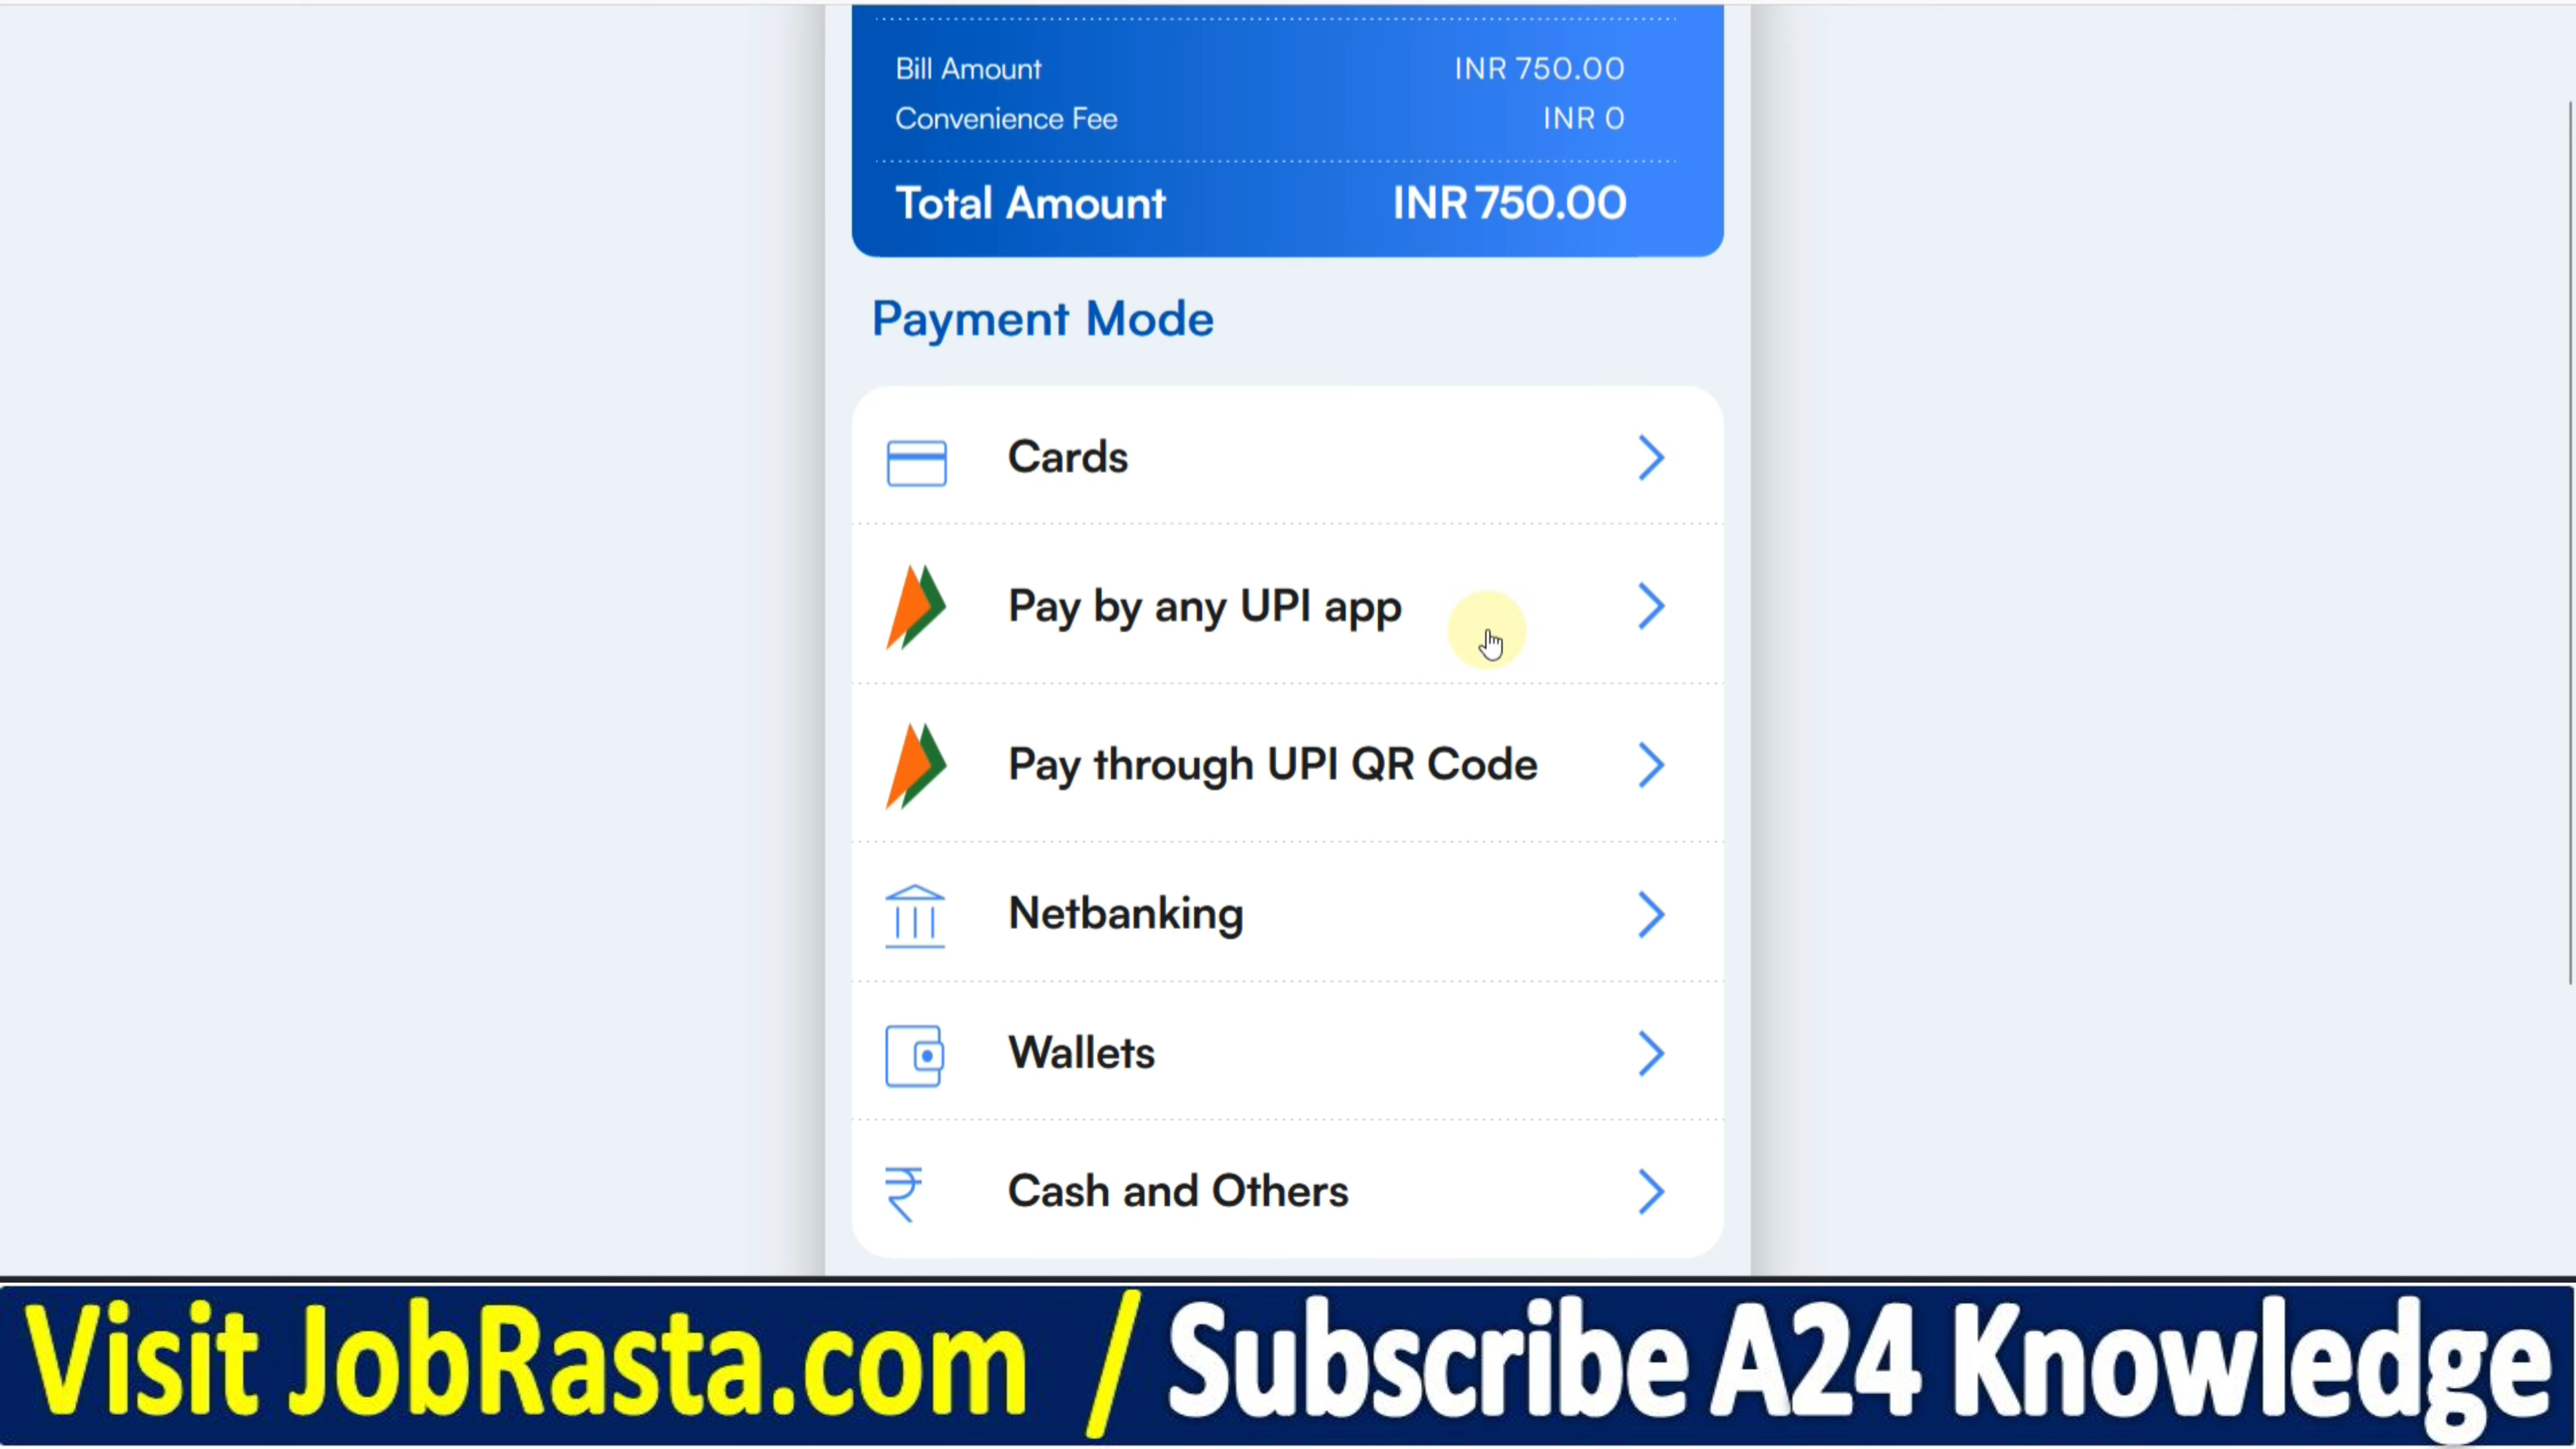 Bill Amount INR 750.00
Convenience Fee INR 0
Total Amount INR 750.00
Payment Mode
Cards
Pay by any UPI app
Pay through UPI QR Code
Netbanking
Wallets
Cash and Others
Visit JobRasta.com / Subscribe A24 Knowledge